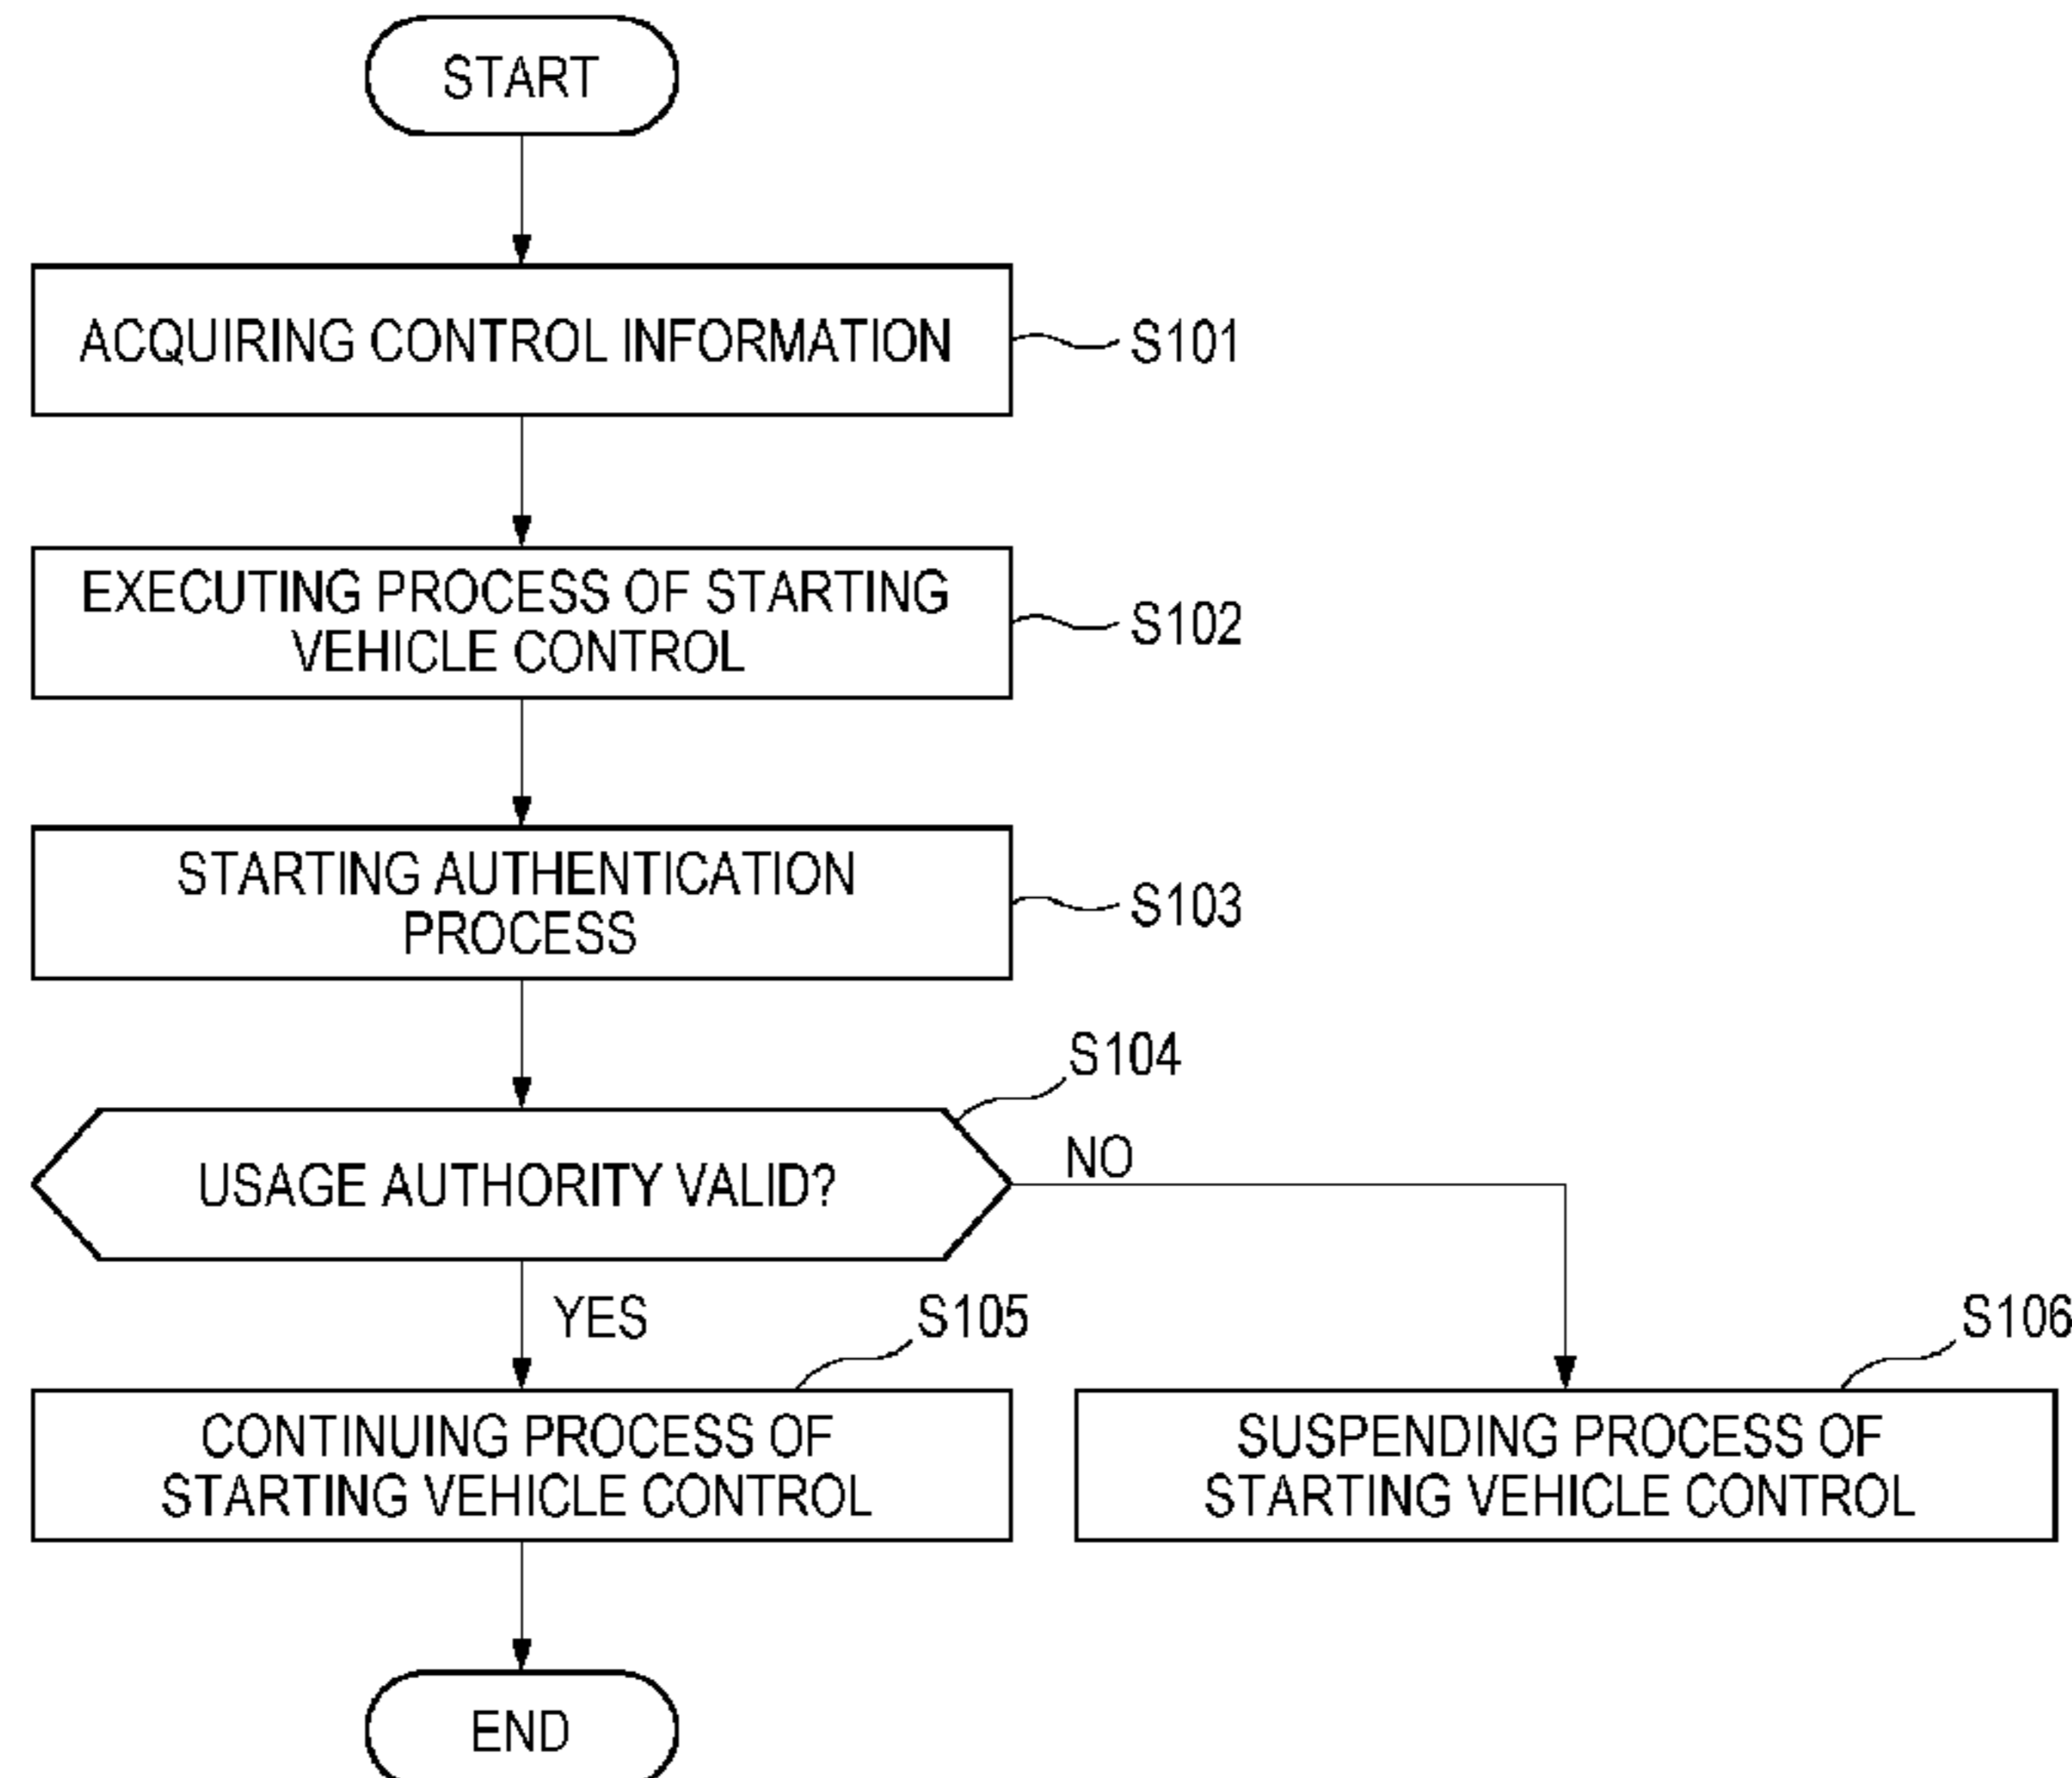 START
ACQUIRING CONTROL INFORMATION
S101
EXECUTING PROCESS OF STARTING
VEHICLE CONTROL
S102
STARTING AUTHENTICATION
PROCESS
S103
S104
USAGE AUTHORITY VALID?
NO
YES
S105
S106
CONTINUING PROCESS OF
STARTING VEHICLE CONTROL
SUSPENDING PROCESS OF
STARTING VEHICLE CONTROL
END